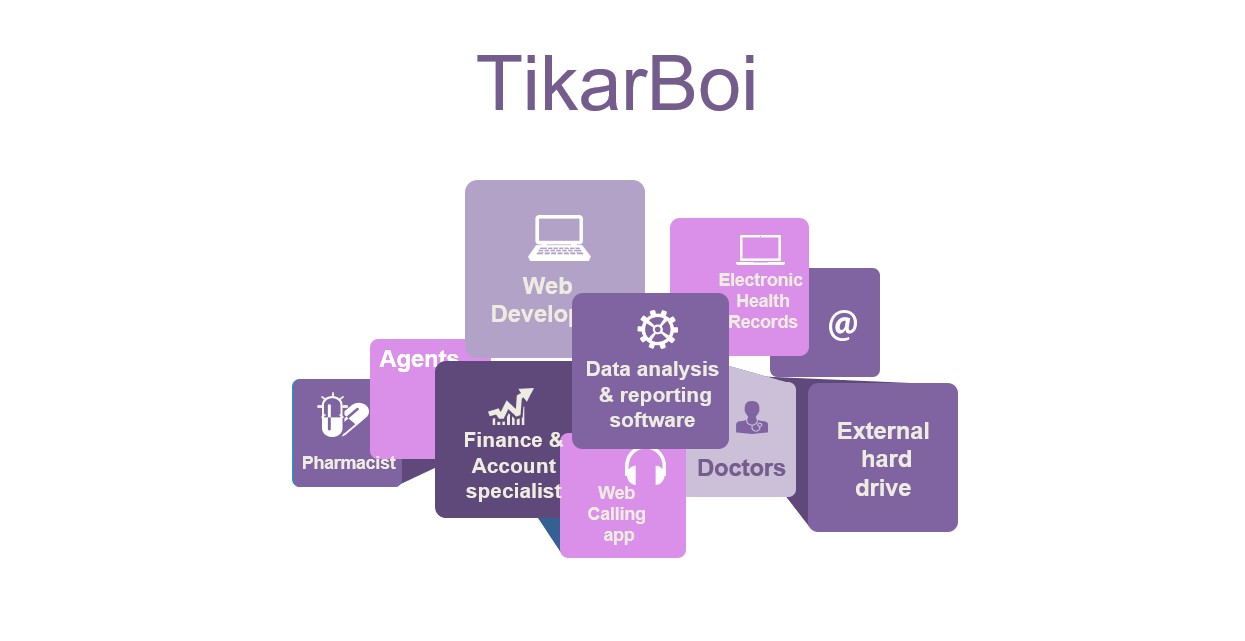 TikarBoi
Web
Develop
Electronic
Health
Records
@
Agents
Data analysis
& reporting
software
Pharmacist
Finance &
Account
specialist
Web
Calling
app
Doctors
External
hard
drive